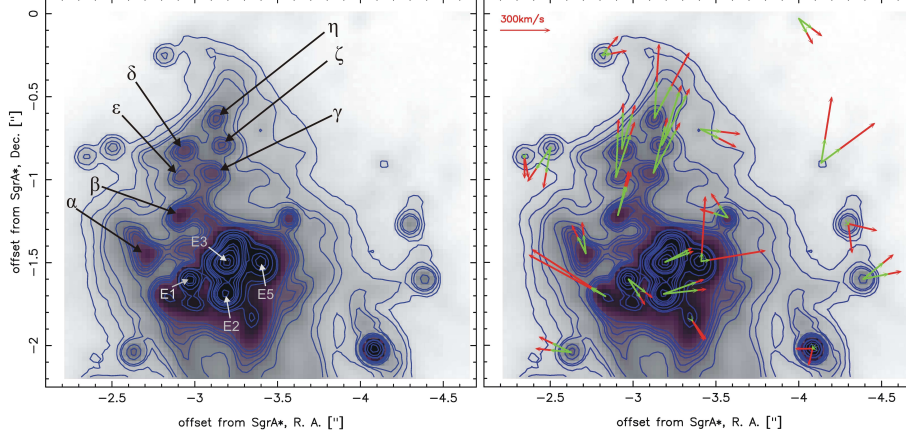 0
−0.5
−1
−1.5
−2
offset from SgrA*, Dec. ["]
η
δ
ζ
ε
γ
β
α
E3
E1
E5
E2
−2.5
−3
−3.5
−4
−4.5
offset from SgrA*, R. A. ["]
300km/s
−2.5
−3
−3.5
−4
−4.5
offset from SgrA*, R. A. ["]